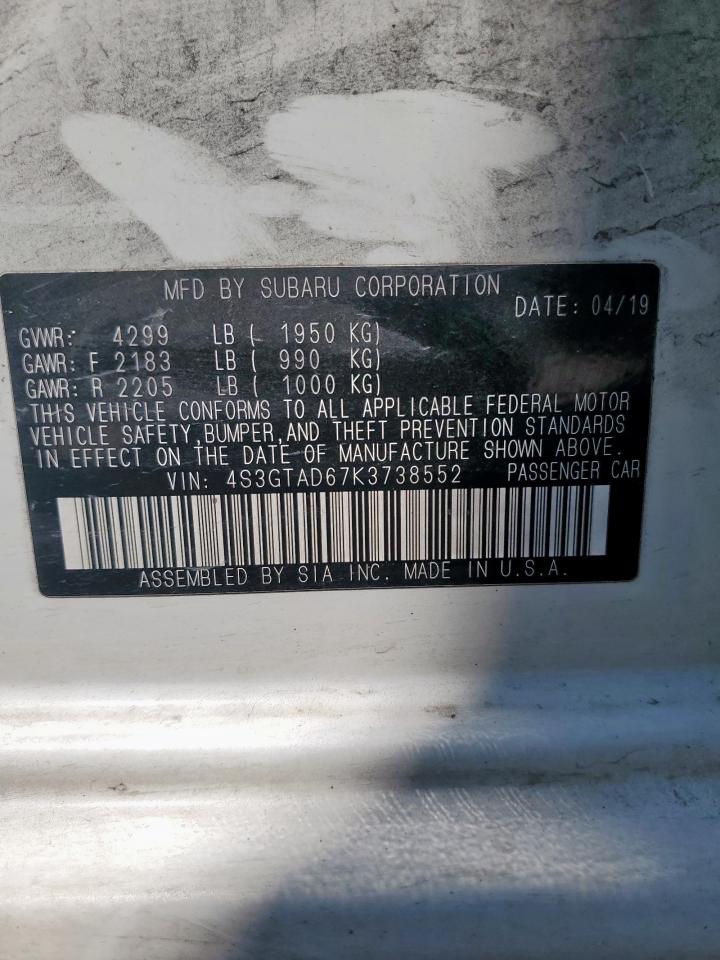 MFD BY SUBARU CORPORATION
DATE: 04/19
GVWR: 4299 LB ( 1950 KG)
GAWR: F 2183 LB ( 990 KG)
GAWR: R 2205 LB ( 1000 KG)
THIS VEHICLE CONFORMS TO ALL APPLICABLE FEDERAL MOTOR
VEHICLE SAFETY,BUMPER,AND THEFT PREVENTION STANDARDS
IN EFFECT ON THE DATE OF MANUFACTURE SHOWN ABOVE.
VIN: 4S3GTAD67K3738552 PASSENGER CAR
ASSEMBLED BY SIA INC. MADE IN U.S.A.